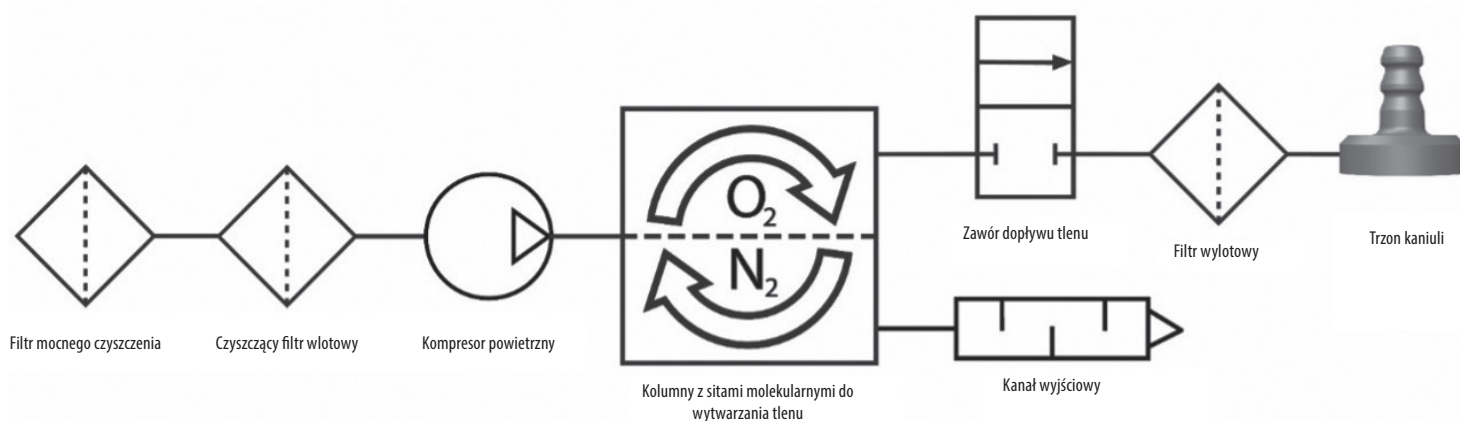 O2
N2
Zawór dopływu tlenu
Filtr wylotowy
Trzon kaniuli
Filtr mocnego czyszczenia
Czyszczący filtr wlotowy
Kompresor powietrzny
Kolumny z sitami molekularnymi do
wytwarzania tlenu
Kanał wyjściowy